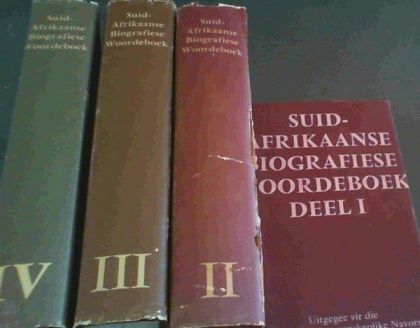 Suid-
Afrikaanse
Biografiese
Woordeboek
IV
Suid-
Afrikaanse
Biografiese
Woordeboek
III
Suid-
Afrikaanse
Biografiese
Woordeboek
II
SUID-
AFRIKAANSE
BIOGRAFIESE
WOORDEBOEK
DEEL I
Uitgegee vir die